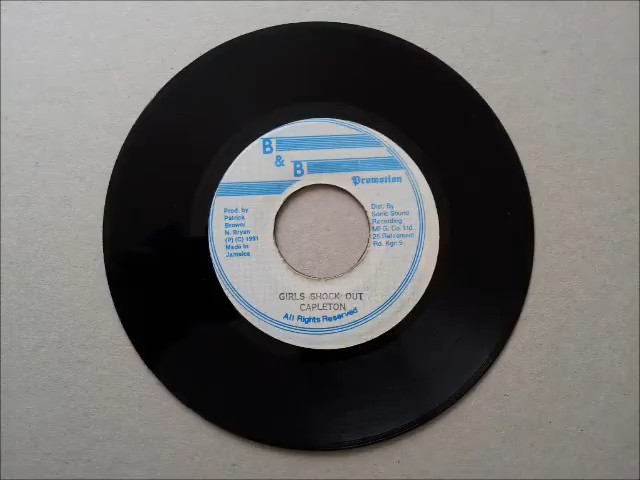 B
& B
Promotion
Prod. by
Patrick
Brown/
N. Bryan
(P) (C) 1991
Made in
Jamaica
Dist. By
Sonic Sound
Recording
MFG. Co. Ltd.
25 Retirement
Rd. Kgn 5
GIRLS SHOCK OUT
CAPLETON
All Rights Reserved